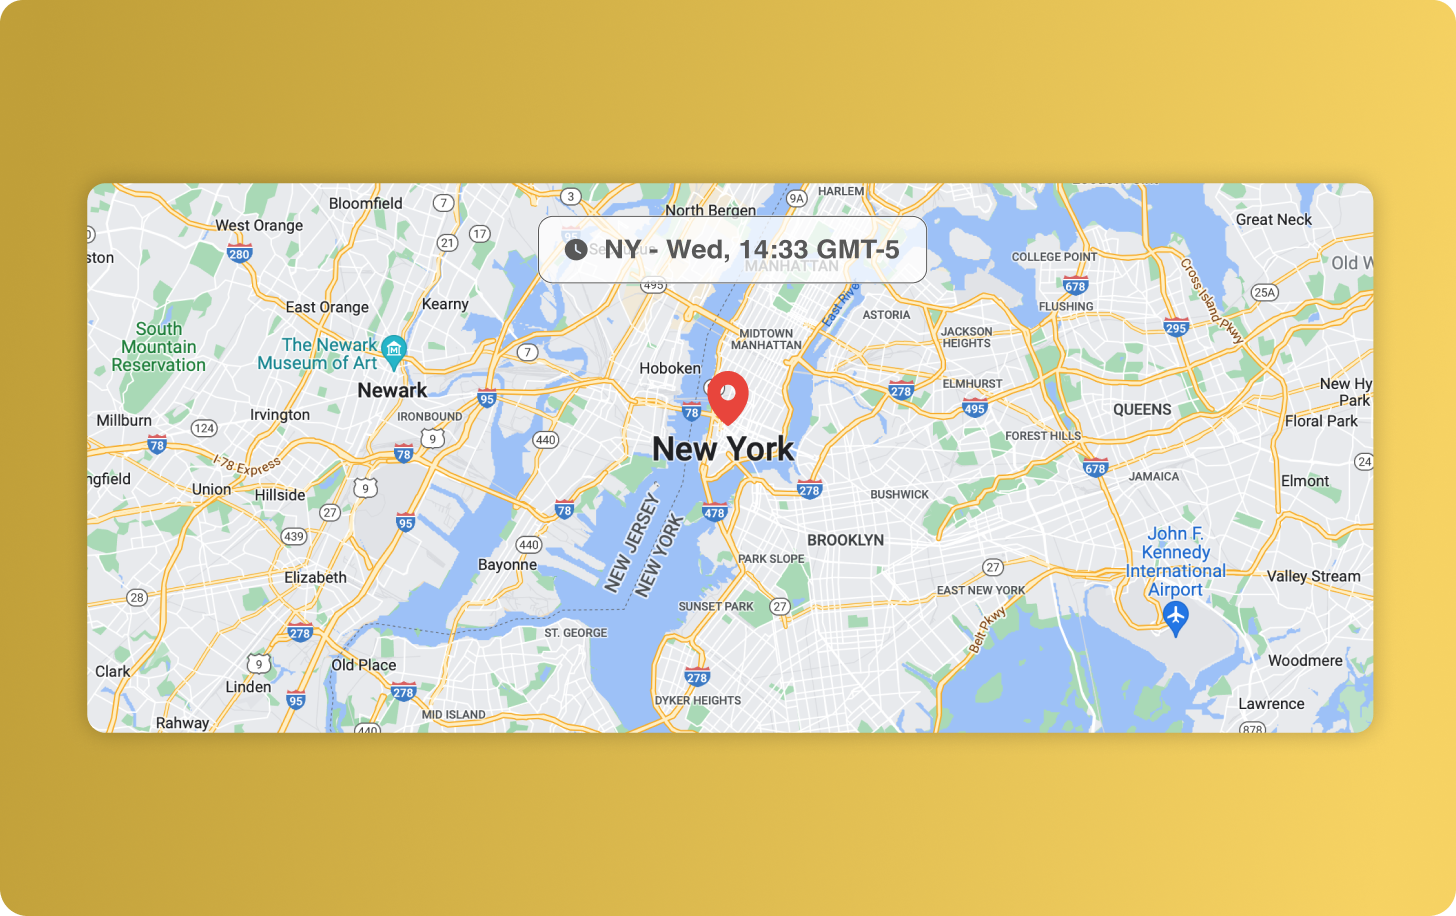 HARLEM
Bloomfield
7
3
9A
North Bergen
West Orange
Great Neck
17
21
280
95
NY - Wed, 14:33 GMT-5
MANHATTAN
COLLEGE POINT
ston
Old W
678
25A
495
East River
Cross Island Pkwy
East Orange
Kearny
FLUSHING
ASTORIA
295
South
Mountain
Reservation
The Newark
Museum of Art
MIDTOWN
MANHATTAN
JACKSON
HEIGHTS
7
Hoboken
Newark
95
278
ELMHURST
New Hy
Park
78
495
QUEENS
Millburn
124
Irvington
IRONBOUND
Floral Park
9
440
FOREST HILLS
78
78
New York
I-78 Express
24
678
JAMAICA
ngfield
Union
Hillside
9
278
BUSHWICK
Elmont
27
95
78
478
NEW JERSEY
NEW YORK
439
440
BROOKLYN
John F.
Kennedy
International
Airport
Bayonne
PARK SLOPE
27
Elizabeth
Valley Stream
28
EAST NEW YORK
SUNSET PARK
27
Belt Pkwy
278
ST. GEORGE
9
Old Place
Woodmere
Clark
Linden
278
278
95
DYKER HEIGHTS
Lawrence
MID ISLAND
Rahway
440
878